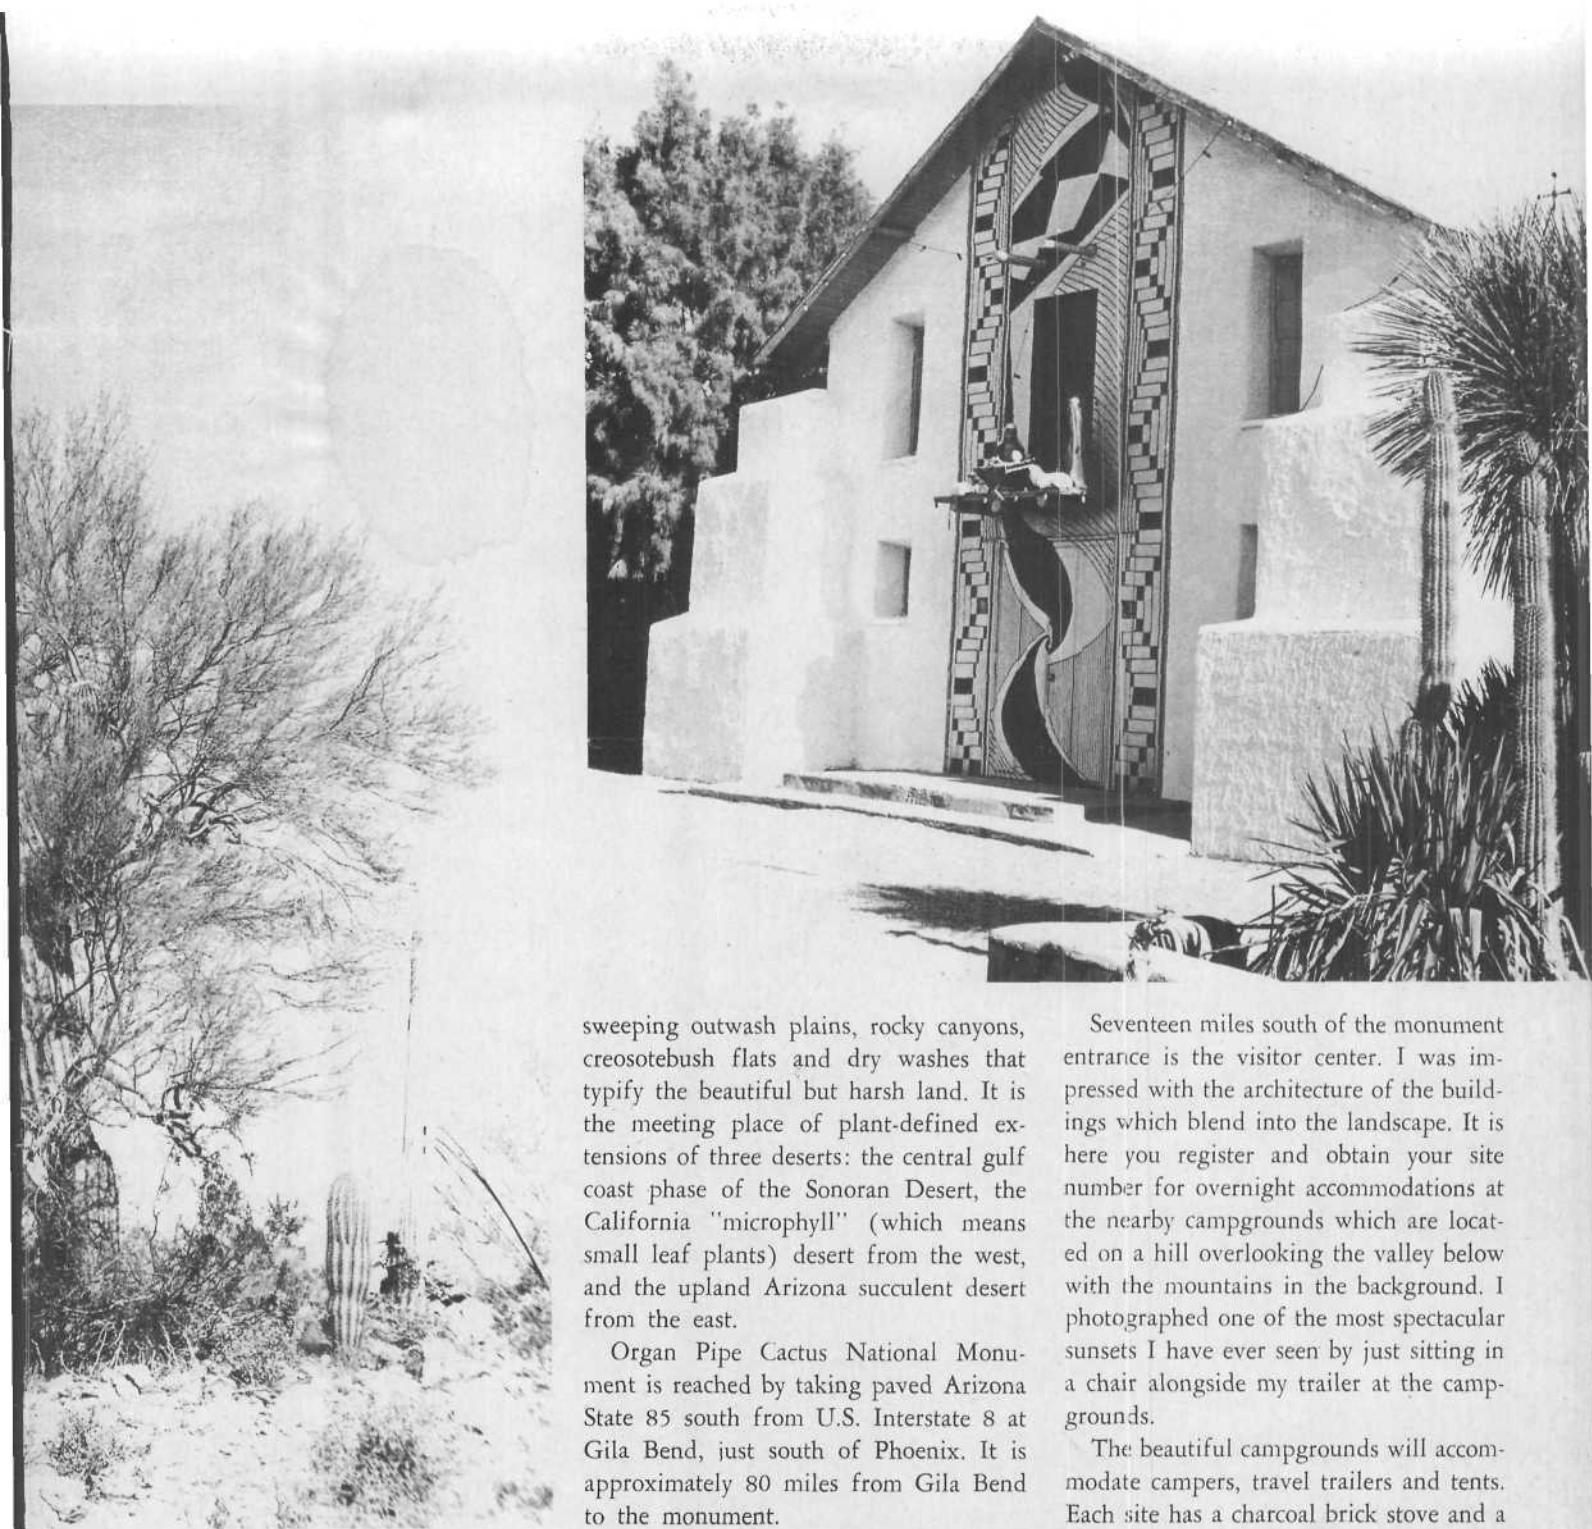 sweeping outwash plains, rocky canyons,
creosotebush flats and dry washes that
typify the beautiful but harsh land. It is
the meeting place of plant-defined ex-
tensions of three deserts: the central gulf
coast phase of the Sonoran Desert, the
California "microphyll" (which means
small leaf plants) desert from the west,
and the upland Arizona succulent desert
from the east.
Organ Pipe Cactus National Monu-
ment is reached by taking paved Arizona
State 85 south from U.S. Interstate 8 at
Gila Bend, just south of Phoenix. It is
approximately 80 miles from Gila Bend
to the monument.
Seventeen miles south of the monument
entrance is the visitor center. I was im-
pressed with the architecture of the build-
ings which blend into the landscape. It is
here you register and obtain your site
number for overnight accommodations at
the nearby campgrounds which are locat-
ed on a hill overlooking the valley below
with the mountains in the background. I
photographed one of the most spectacular
sunsets I have ever seen by just sitting in
a chair alongside my trailer at the camp-
grounds.
The beautiful campgrounds will accom-
modate campers, travel trailers and tents.
Each site has a charcoal brick stove and a